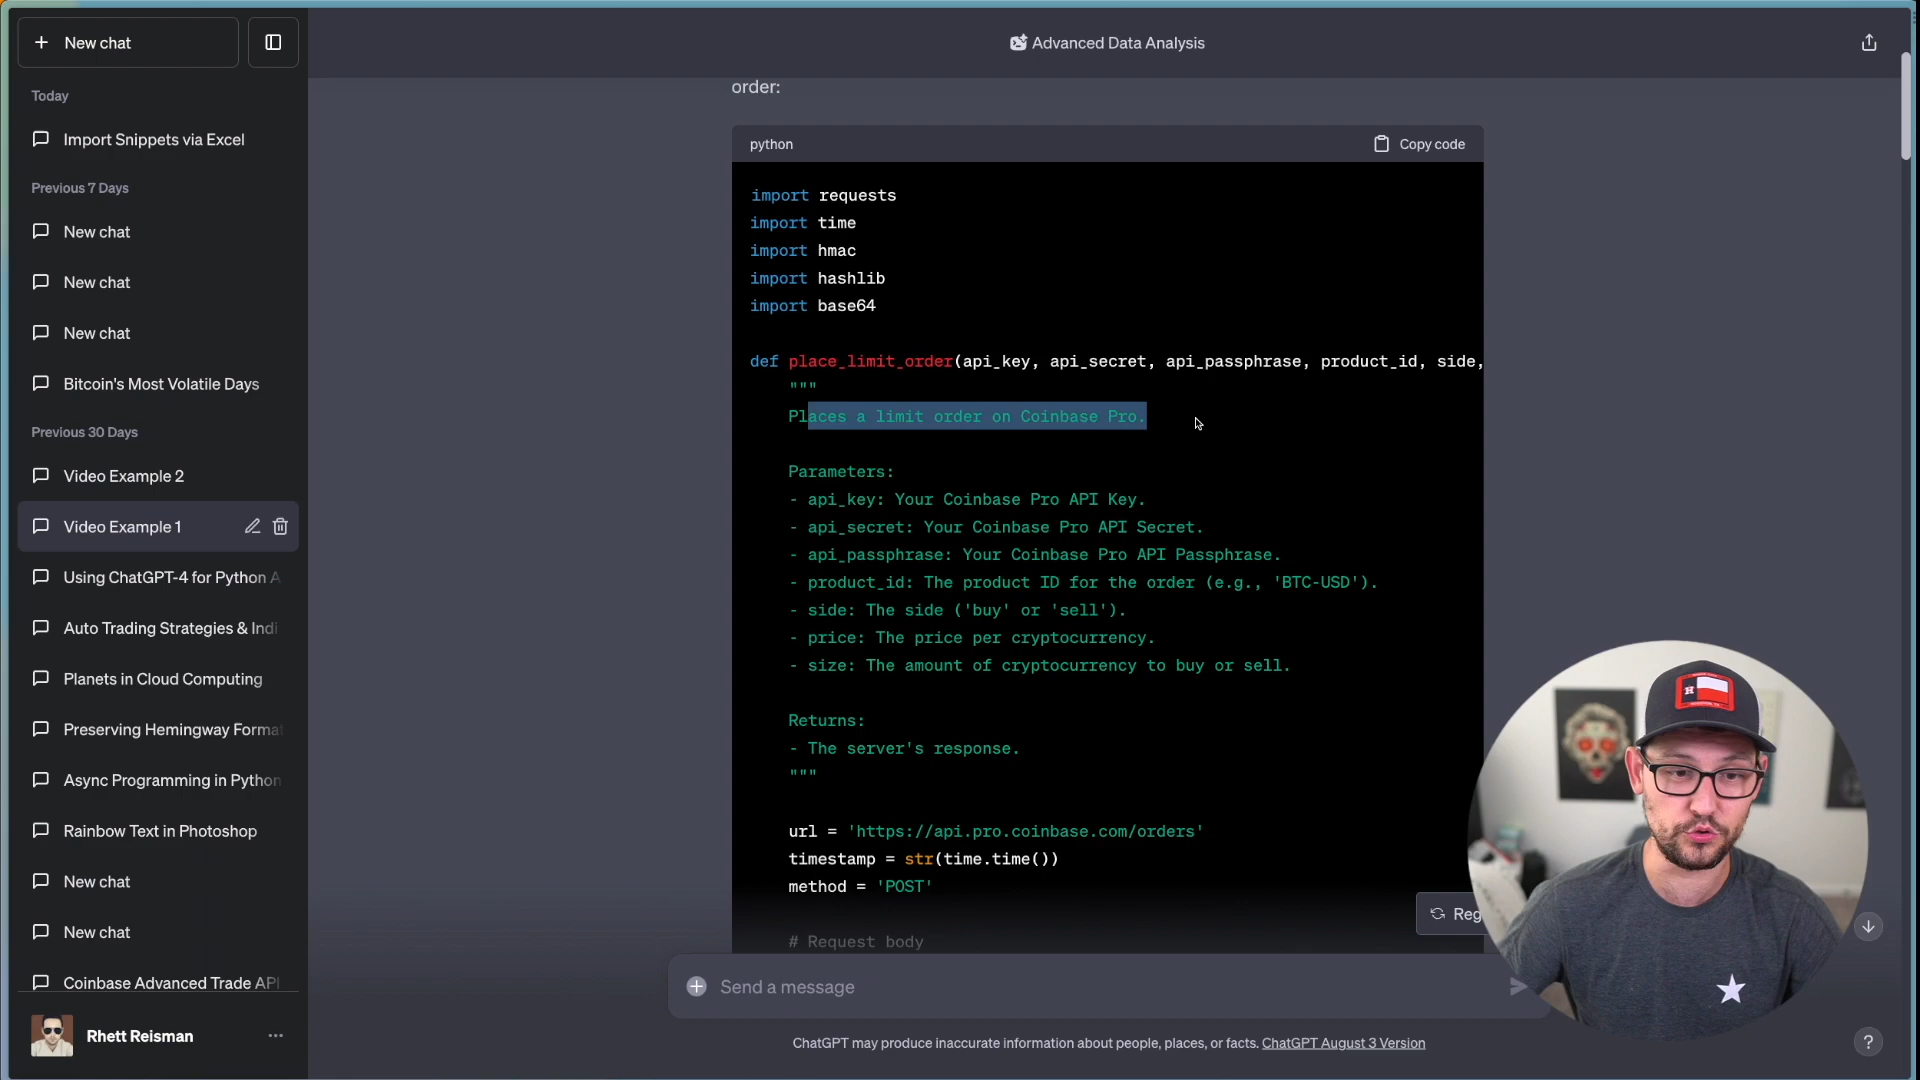 New chat
Today
Import Snippets via Excel
Previous 7 Days
New chat
New chat
New chat
Bitcoin's Most Volatile Days
Previous 30 Days
Video Example 2
Video Example 1
Using ChatGPT-4 for Python A
Auto Trading Strategies & Indi
Planets in Cloud Computing
Preserving Hemingway Format
Async Programming in Python
Rainbow Text in Photoshop
New chat
New chat
Coinbase Advanced Trade API
Rhett Reisman
Advanced Data Analysis
order:
python
Copy code
import requests
import time
import hmac
import hashlib
import base64
def place_limit_order(api_key, api_secret, api_passphrase, product_id, side,
"""
Places a limit order on Coinbase Pro.
Parameters:
- api_key: Your Coinbase Pro API Key.
- api_secret: Your Coinbase Pro API Secret.
- api_passphrase: Your Coinbase Pro API Passphrase.
- product_id: The product ID for the order (e.g., 'BTC-USD').
- side: The side ('buy' or 'sell').
- price: The price per cryptocurrency.
- size: The amount of cryptocurrency to buy or sell.
Returns:
- The server's response.
"""
url = 'https://api.pro.coinbase.com/orders'
timestamp = str(time.time())
method = 'POST'
# Request body
Reg
Send a message
ChatGPT may produce inaccurate information about people, places, or facts. ChatGPT August 3 Version
?